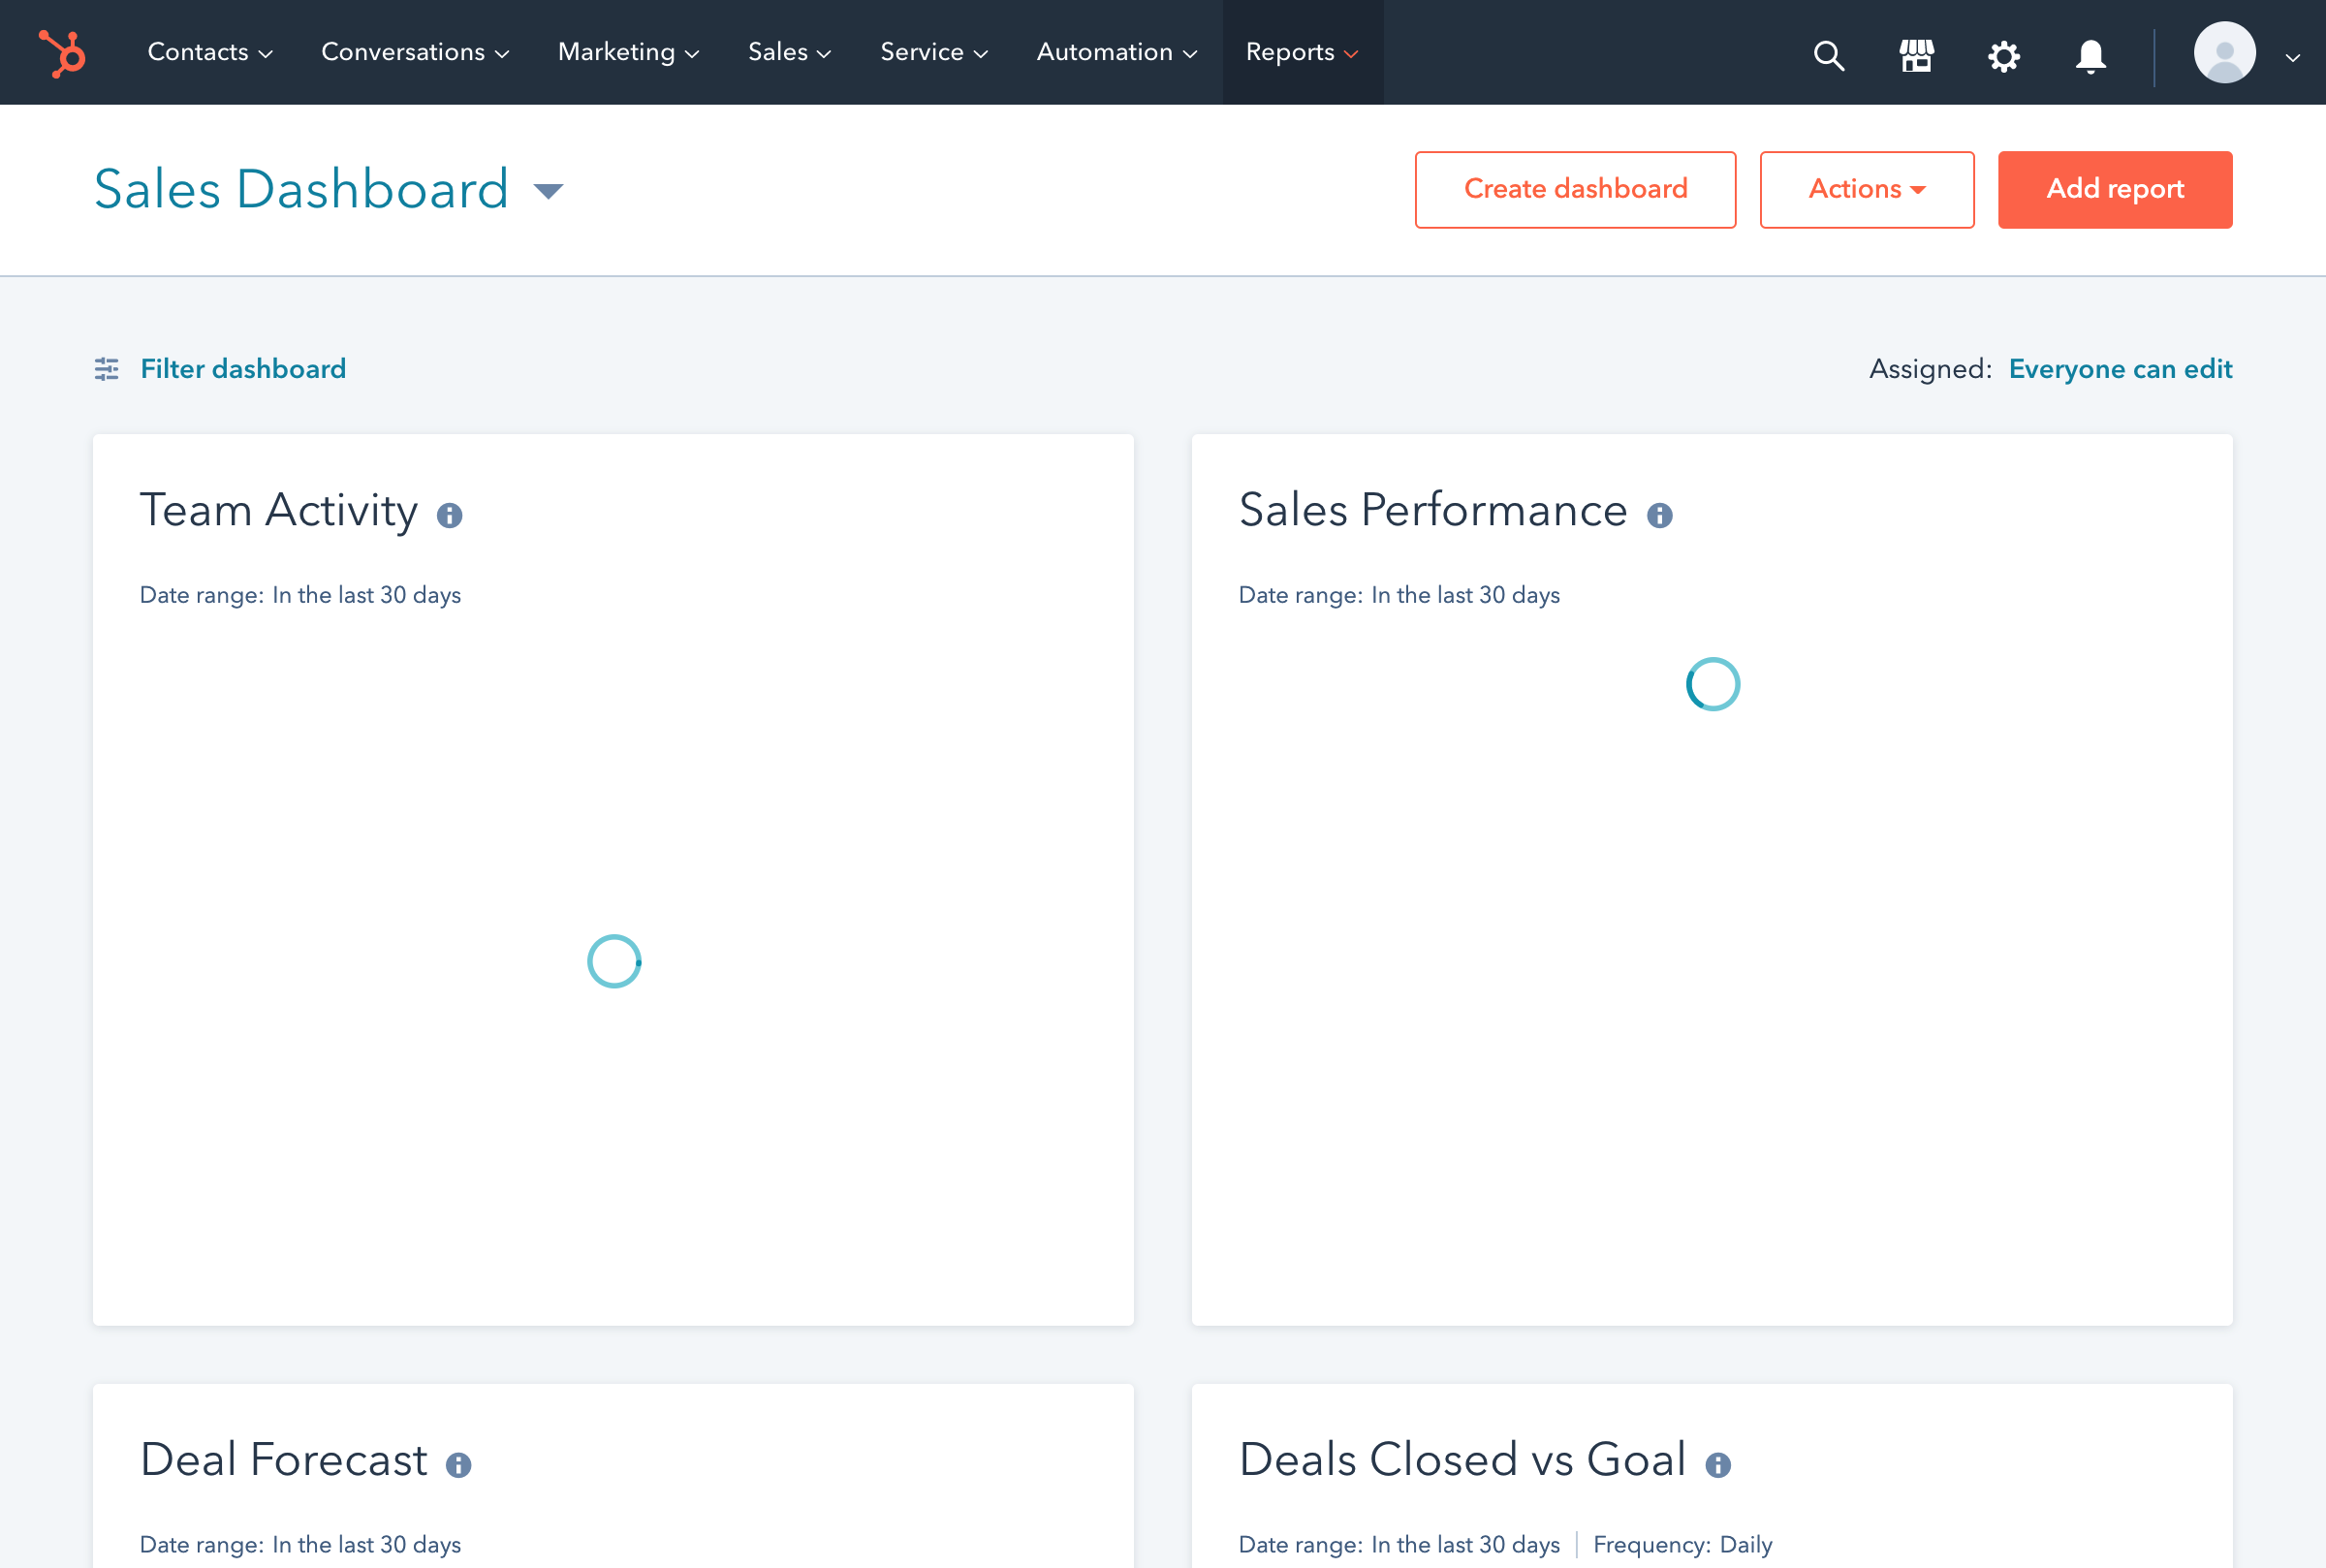 Contacts Conversations Marketing Sales Service Automation Reports
Sales Dashboard
Create dashboard
Actions
Add report
Filter dashboard
Assigned: Everyone can edit
Team Activity
Date range: In the last 30 days
Sales Performance
Date range: In the last 30 days
Deal Forecast
Date range: In the last 30 days
Deals Closed vs Goal
Date range: In the last 30 days Frequency: Daily